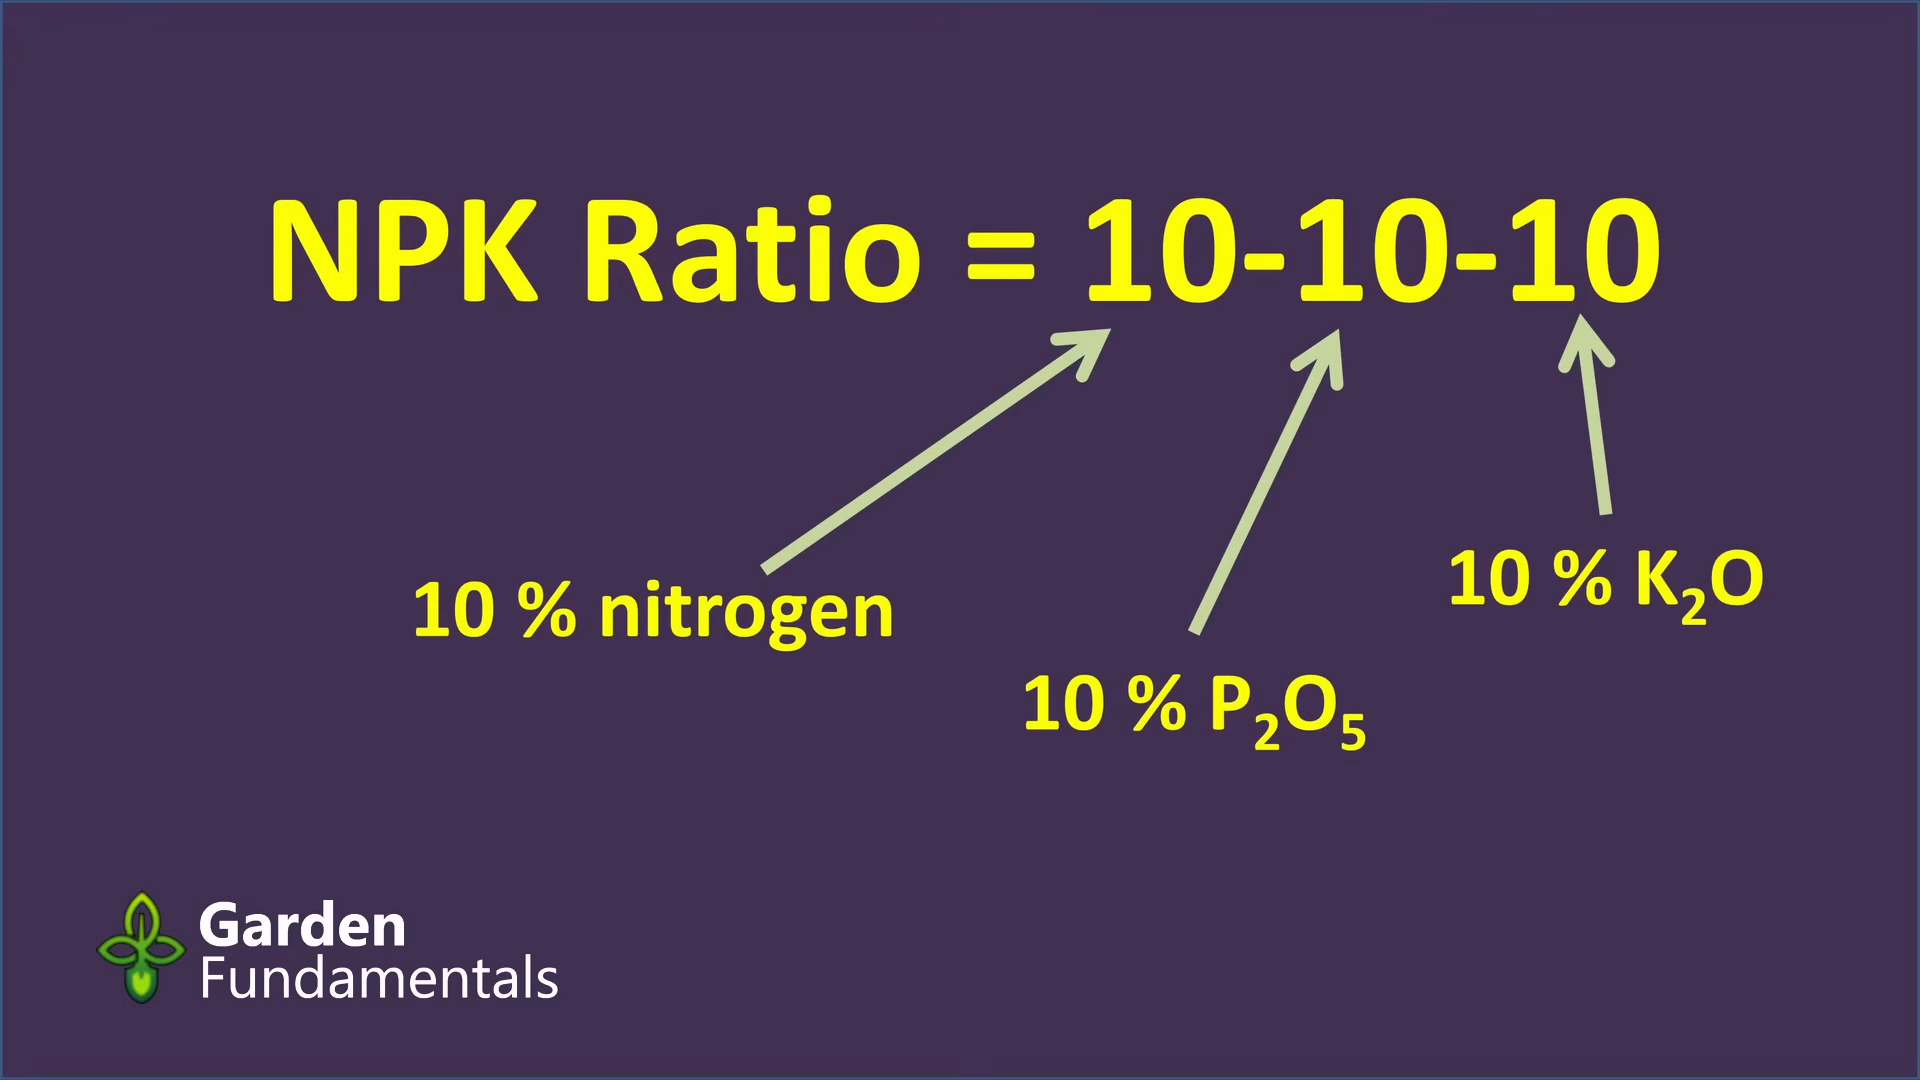 NPK Ratio = 10-10-10
10 % nitrogen
10 % P₂O₅
10 % K₂O
Garden
Fundamentals